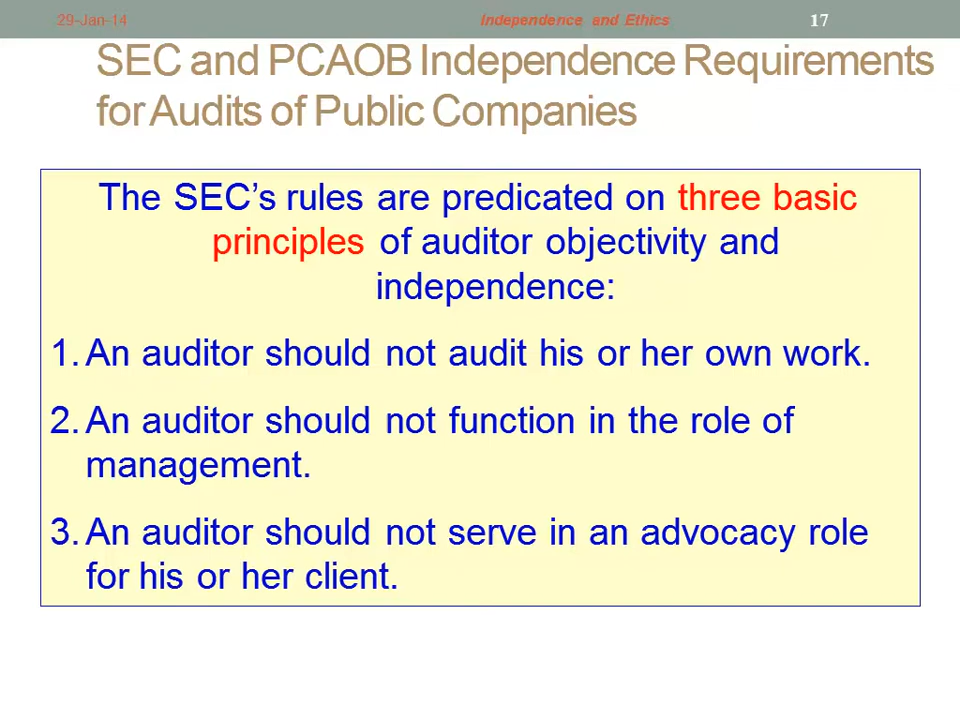 29-Jan-14 Independence and Ethics 17
SEC and PCAOB Independence Requirements
for Audits of Public Companies
The SEC’s rules are predicated on three basic
principles of auditor objectivity and
independence:
1. An auditor should not audit his or her own work.
2. An auditor should not function in the role of
management.
3. An auditor should not serve in an advocacy role
for his or her client.